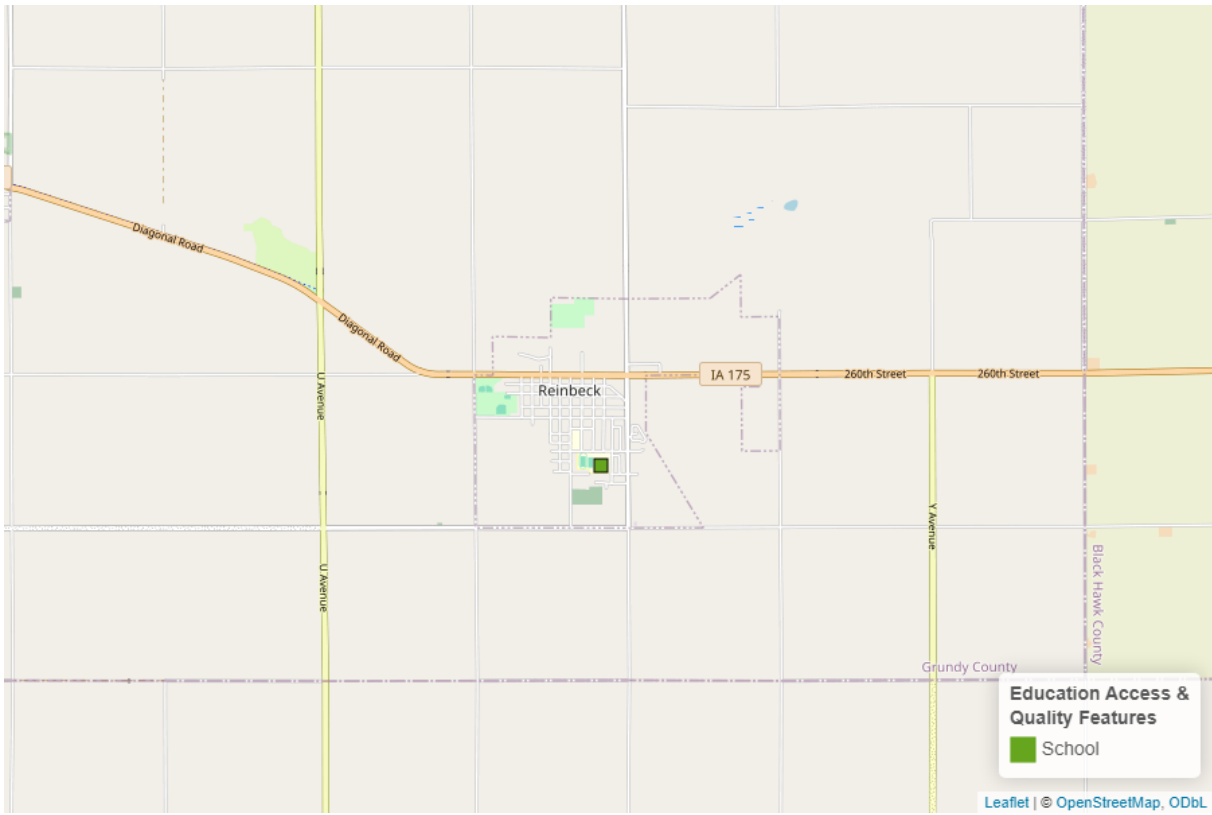 Diagonal Road
Diagonal Road
U Avenue
IA 175
260th Street
260th Street
Reinbeck
Y Avenue
U Avenue
Black Hawk County
Grundy County
Education Access &
Quality Features
School
Leaflet | © OpenStreetMap, ODbL